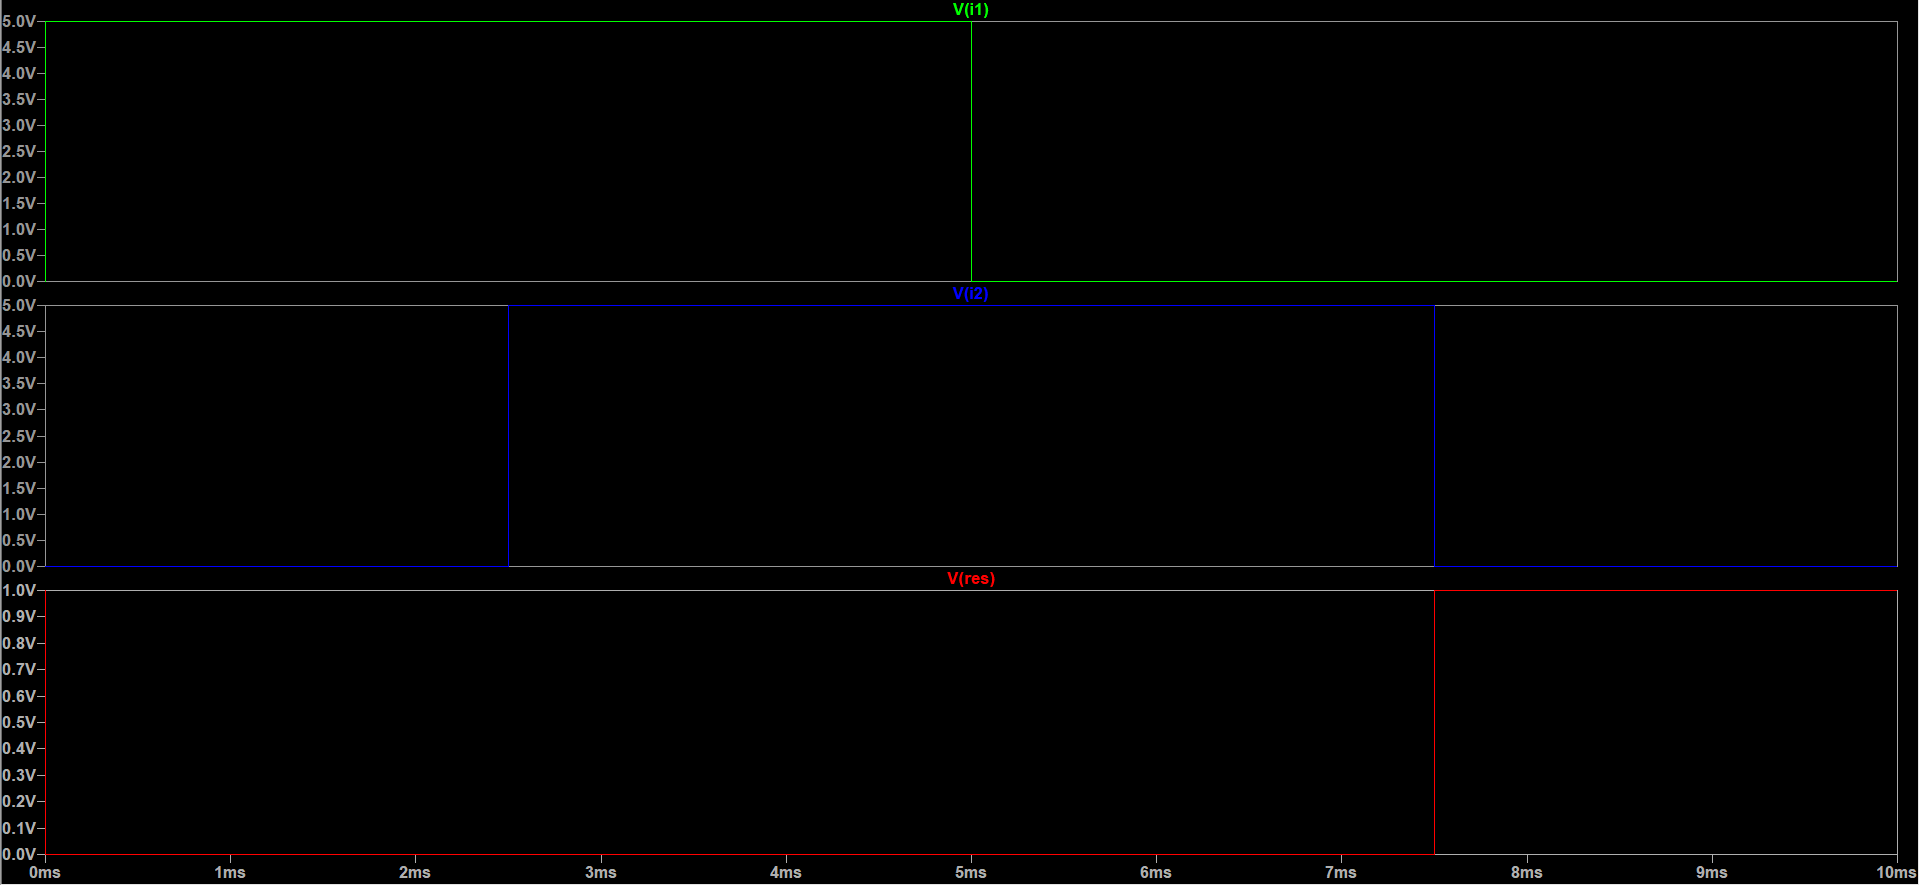 V(i1)
5.0V
4.5V
4.0V
3.5V
3.0V
2.5V
2.0V
1.5V
1.0V
0.5V
0.0V
V(i2)
5.0V
4.5V
4.0V
3.5V
3.0V
2.5V
2.0V
1.5V
1.0V
0.5V
0.0V
V(res)
1.0V
0.9V
0.8V
0.7V
0.6V
0.5V
0.4V
0.3V
0.2V
0.1V
0.0V
0ms 1ms 2ms 3ms 4ms 5ms 6ms 7ms 8ms 9ms 10ms